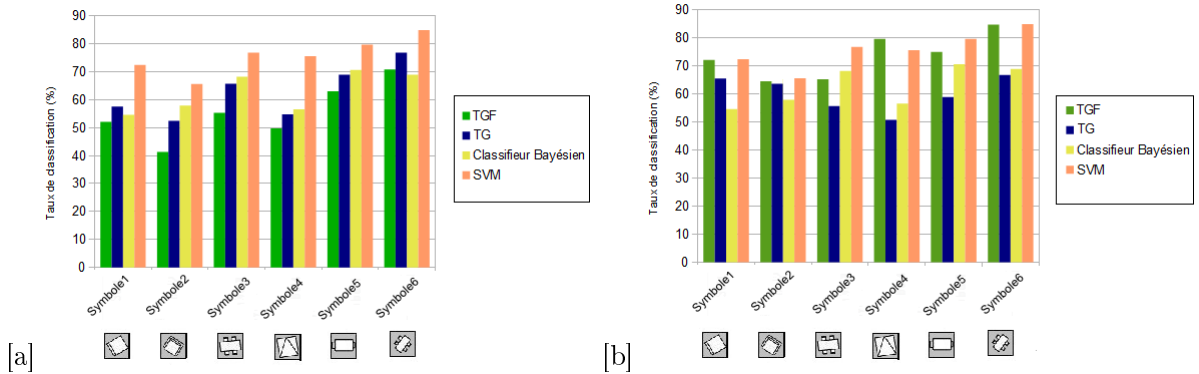 Taux de classification (%)
90
80
70
60
50
40
30
20
10
0
Symbole1
Symbole2
Symbole3
Symbole4
Symbole5
Symbole6
TGF
TG
Classifieur Bayésien
SVM
[a]
Taux de classification (%)
90
80
70
60
50
40
30
20
10
0
Symbole1
Symbole2
Symbole3
Symbole4
Symbole5
Symbole6
TGF
TG
Classifieur Bayésien
SVM
[b]